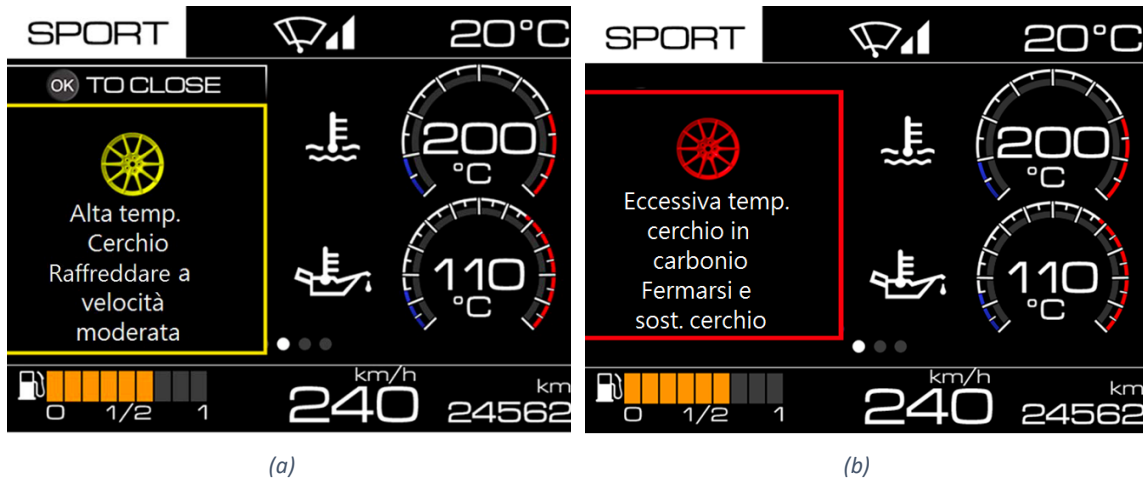 SPORT
20°C
OK TO CLOSE
Alta temp.
Cerchio
Raffreddare a
velocità
moderata
200
°C
110
°C
0 1/2 1
km/h
240
km
24562
(a)
SPORT
20°C
Eccessiva temp.
cerchio in
carbonio
Fermarsi e
sost. cerchio
200
°C
110
°C
0 1/2 1
km/h
240
km
24562
(b)